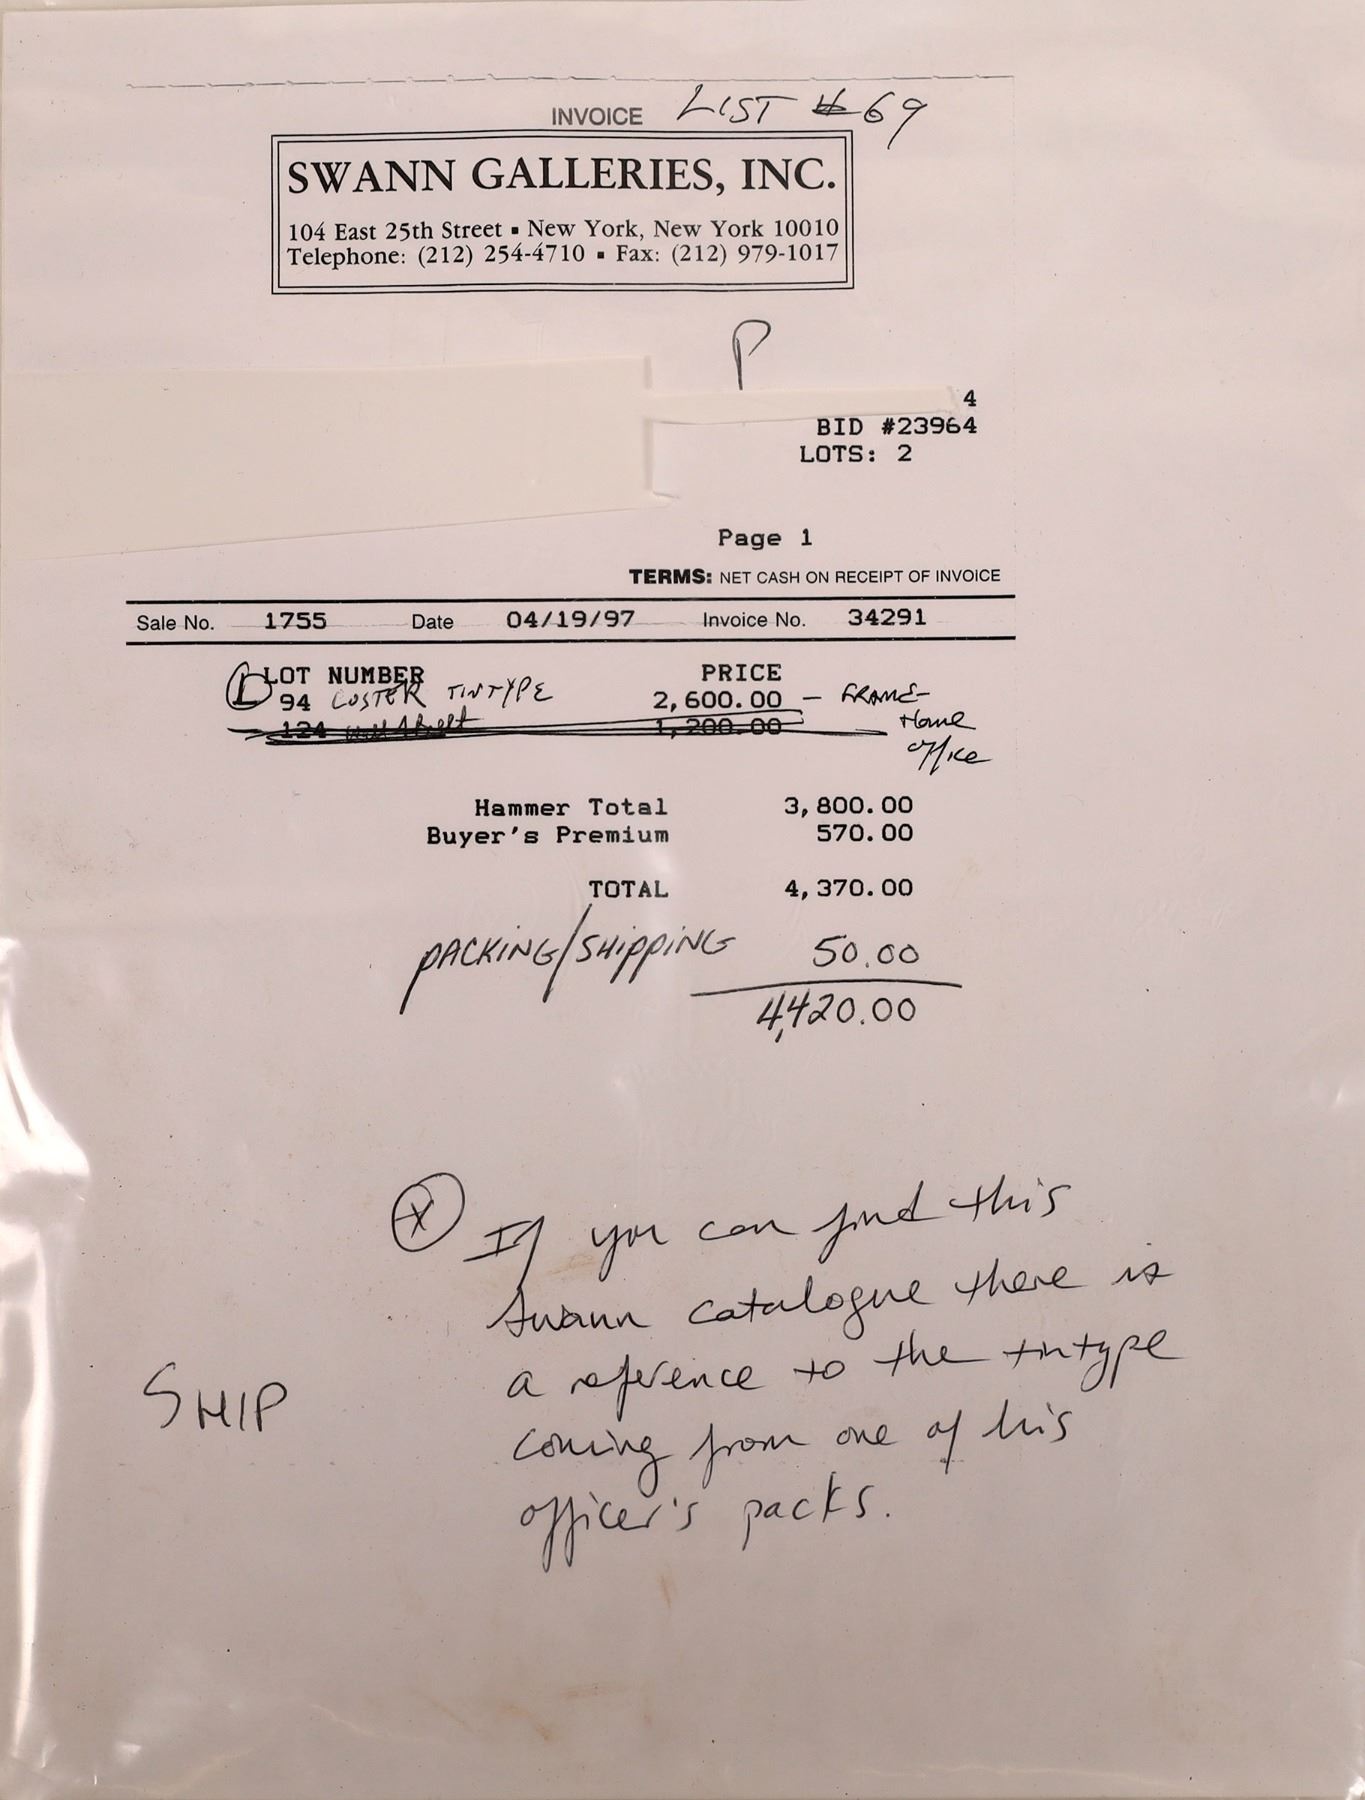 INVOICE LIST #69
SWANN GALLERIES, INC.
104 East 25th Street ▪ New York, New York 10010
Telephone: (212) 254-4710 ▪ Fax: (212) 979-1017
P
4
BID #23964
LOTS: 2
Page 1
TERMS: NET CASH ON RECEIPT OF INVOICE
Sale No. 1755 Date 04/19/97 Invoice No. 34291
LOT NUMBER PRICE
94 CUSTER TINTYPE 2,600.00 – FRAME-
124 1,200.00 Home
office
Hammer Total 3,800.00
Buyer's Premium 570.00
TOTAL 4,370.00
PACKING/SHIPPING 50.00
4,420.00
X If you can find this
Swann catalogue there is
a reference to the tintype
SHIP
coming from one of his
officer's packs.